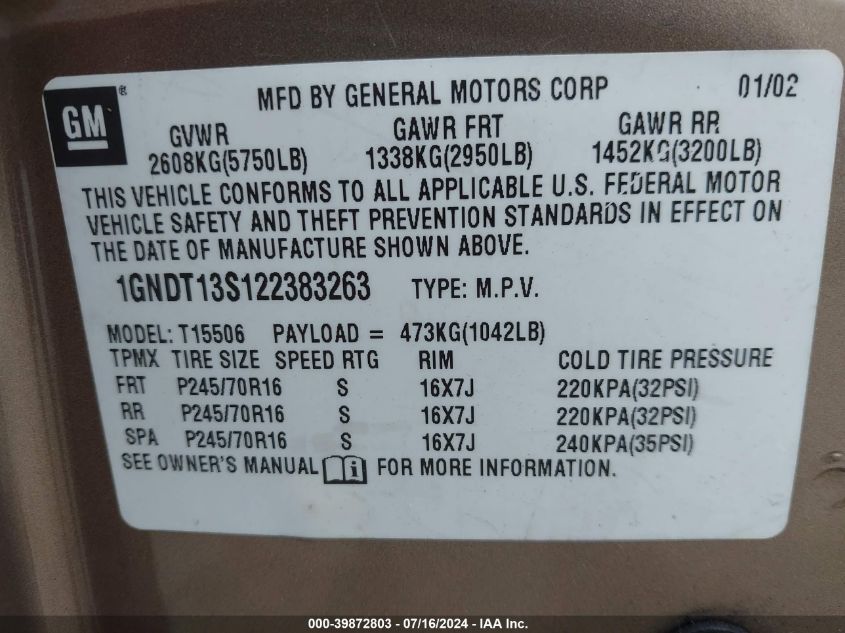 GM®
MFD BY GENERAL MOTORS CORP 01/02
GVWR GAWR FRT GAWR RR
2608KG(5750LB) 1338KG(2950LB) 1452KG(3200LB)
THIS VEHICLE CONFORMS TO ALL APPLICABLE U.S. FEDERAL MOTOR
VEHICLE SAFETY AND THEFT PREVENTION STANDARDS IN EFFECT ON
THE DATE OF MANUFACTURE SHOWN ABOVE.
1GNDT13S122383263 TYPE: M.P.V.
MODEL: T15506 PAYLOAD = 473KG(1042LB)
TPMX TIRE SIZE SPEED RTG RIM COLD TIRE PRESSURE
FRT P245/70R16 S 16X7J 220KPA(32PSI)
RR P245/70R16 S 16X7J 220KPA(32PSI)
SPA P245/70R16 S 16X7J 240KPA(35PSI)
SEE OWNER'S MANUAL i FOR MORE INFORMATION.
000-39872803 - 07/16/2024 - IAA Inc.